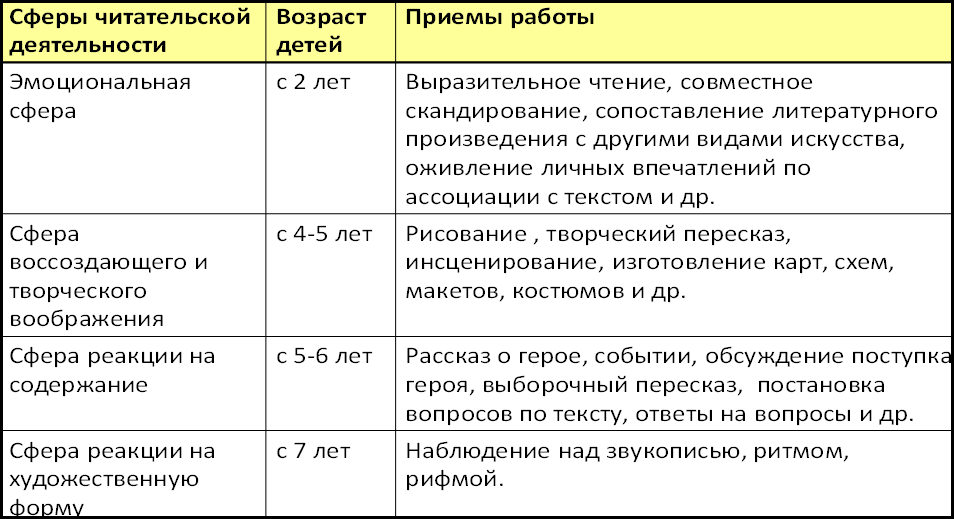 Сферы читательской деятельности
Возраст детей
Приемы работы
Эмоциональная сфера
с 2 лет
Выразительное чтение, совместное
скандирование, сопоставление литературного
произведения с другими видами искусства,
оживление личных впечатлений по
ассоциации с текстом и др.
Сфера
воссоздающего и
творческого
воображения
с 4-5 лет
Рисование , творческий пересказ,
инсценирование, изготовление карт, схем,
макетов, костюмов и др.
Сфера реакции на
содержание
с 5-6 лет
Рассказ о герое, событии, обсуждение поступка
героя, выборочный пересказ,  постановка
вопросов по тексту, ответы на вопросы и др.
Сфера реакции на
художественную
форму
с 7 лет
Наблюдение над звукописью, ритмом,
рифмой.